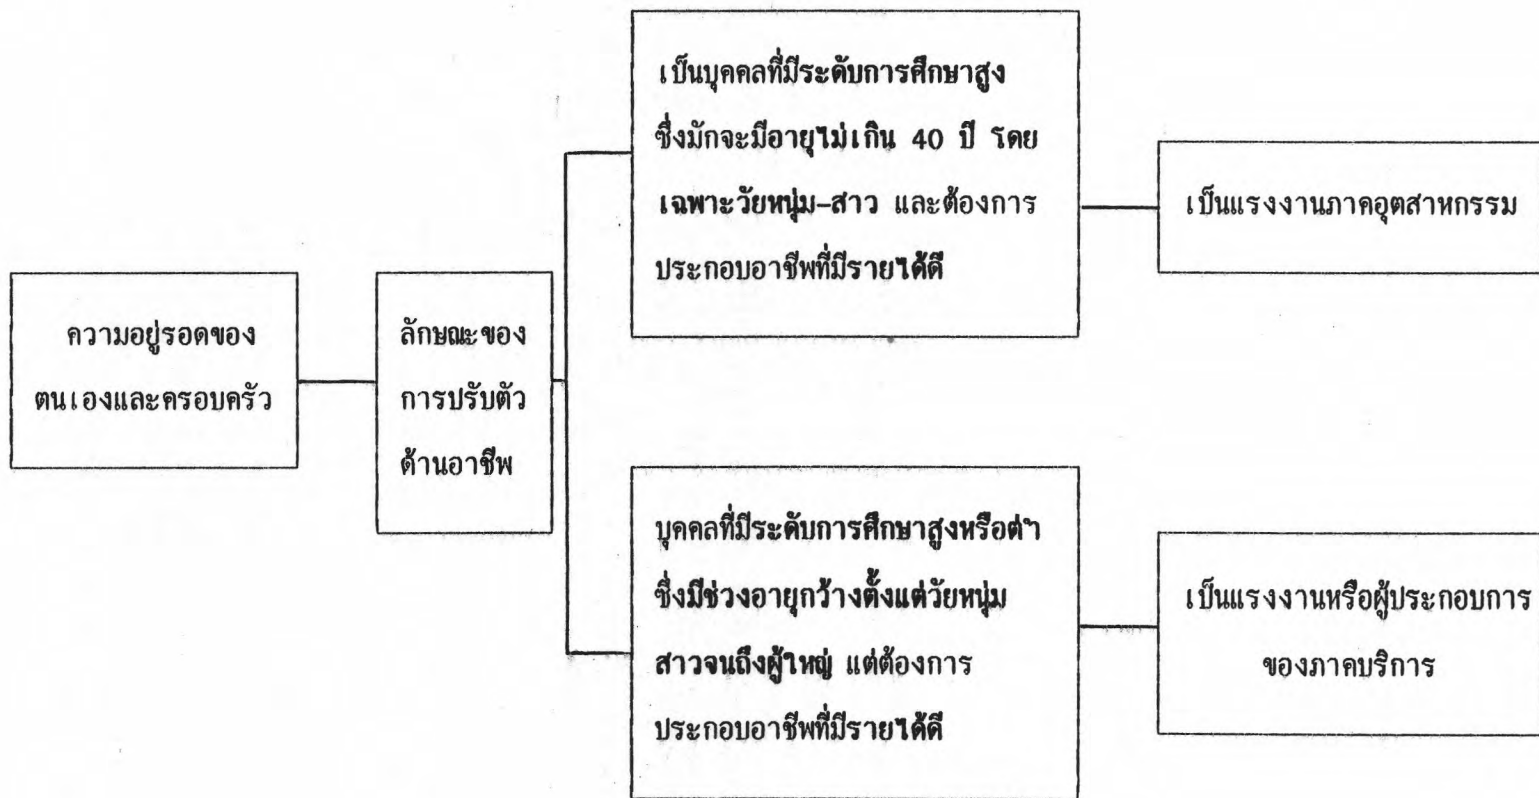 ความอยู่รอดของ
ตนเองและครอบครัว
ลักษณะของ
การปรับตัว
ด้านอาชีพ
เป็นบุคคลที่มีระดับการศึกษาสูง
ซึ่งมักจะมีอายุไม่เกิน 40 ปี โดย
เฉพาะวัยหนุ่ม-สาว และต้องการ
ประกอบอาชีพที่มีรายได้ดี
เป็นแรงงานภาคอุตสาหกรรม
บุคคลที่มีระดับการศึกษาสูงหรือต่ำ
ซึ่งมีช่วงอายุกว้างตั้งแต่วัยหนุ่ม
สาวจนถึงผู้ใหญ่ แต่ต้องการ
ประกอบอาชีพที่มีรายได้ดี
เป็นแรงงานหรือผู้ประกอบการ
ของภาคบริการ